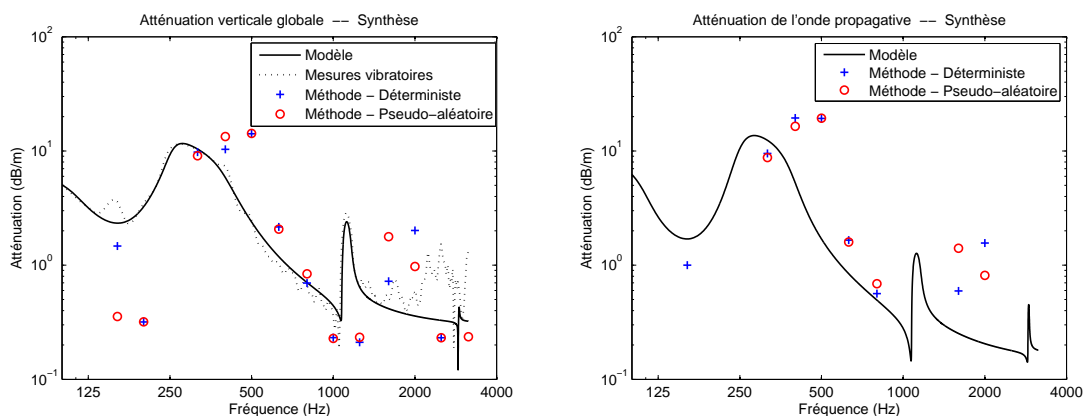 Atténuation verticale globale −− Synthèse
10^2
10^1
10^0
10^−1
Atténuation (dB/m)
Modèle
Mesures vibratoires
Méthode − Déterministe
Méthode − Pseudo−aléatoire
125 250 500 1000 2000 4000
Fréquence (Hz)
Atténuation de l'onde propagative −− Synthèse
10^2
10^1
10^0
10^−1
Atténuation (dB/m)
Modèle
Méthode − Déterministe
Méthode − Pseudo−aléatoire
125 250 500 1000 2000 4000
Fréquence (Hz)